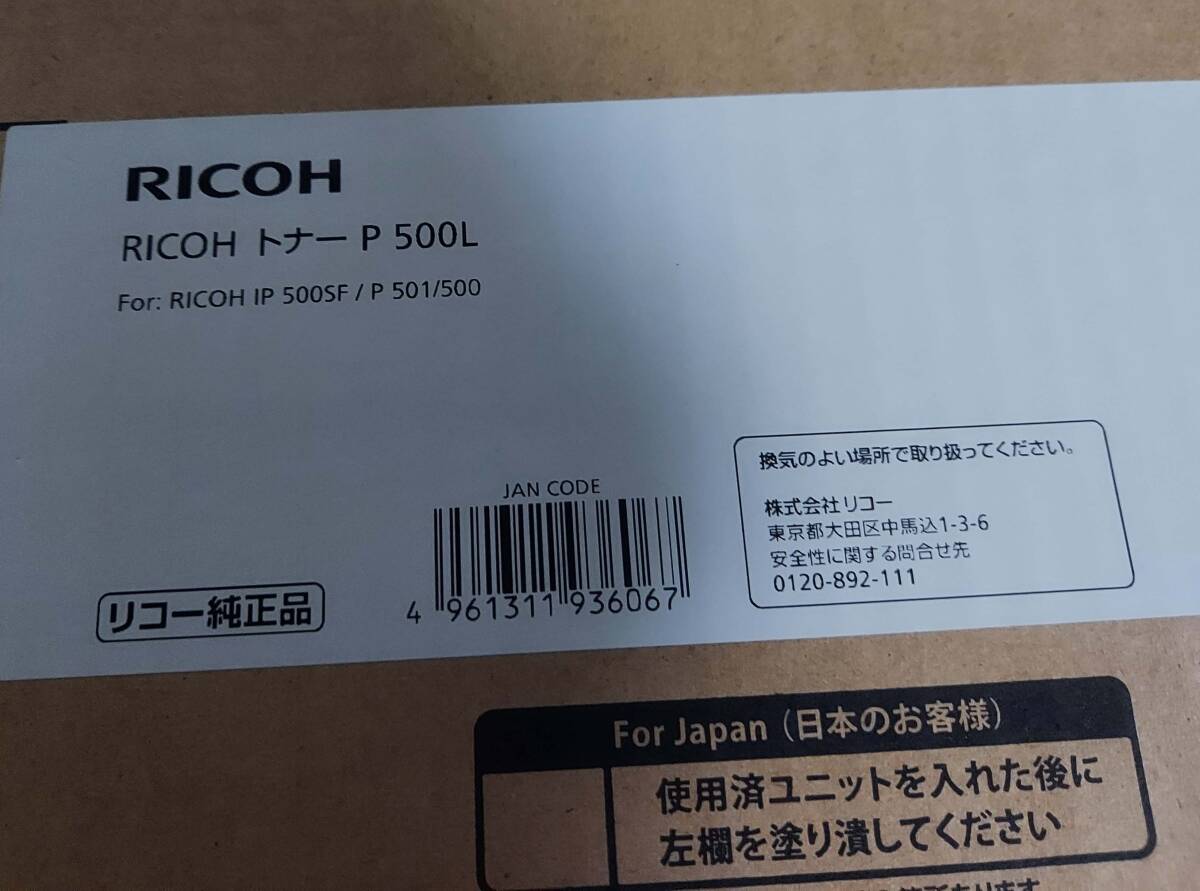 RICOH
RICOH トナー P 500L
For: RICOH IP 500SF / P 501/500
換気のよい場所で取り扱ってください。
株式会社リコー
東京都大田区中馬込1-3-6
安全性に関する問合せ先
0120-892-111
JAN CODE
4 961311 936067
リコー純正品
For Japan（日本のお客様）
使用済ユニットを入れた後に
左欄を塗り潰してください